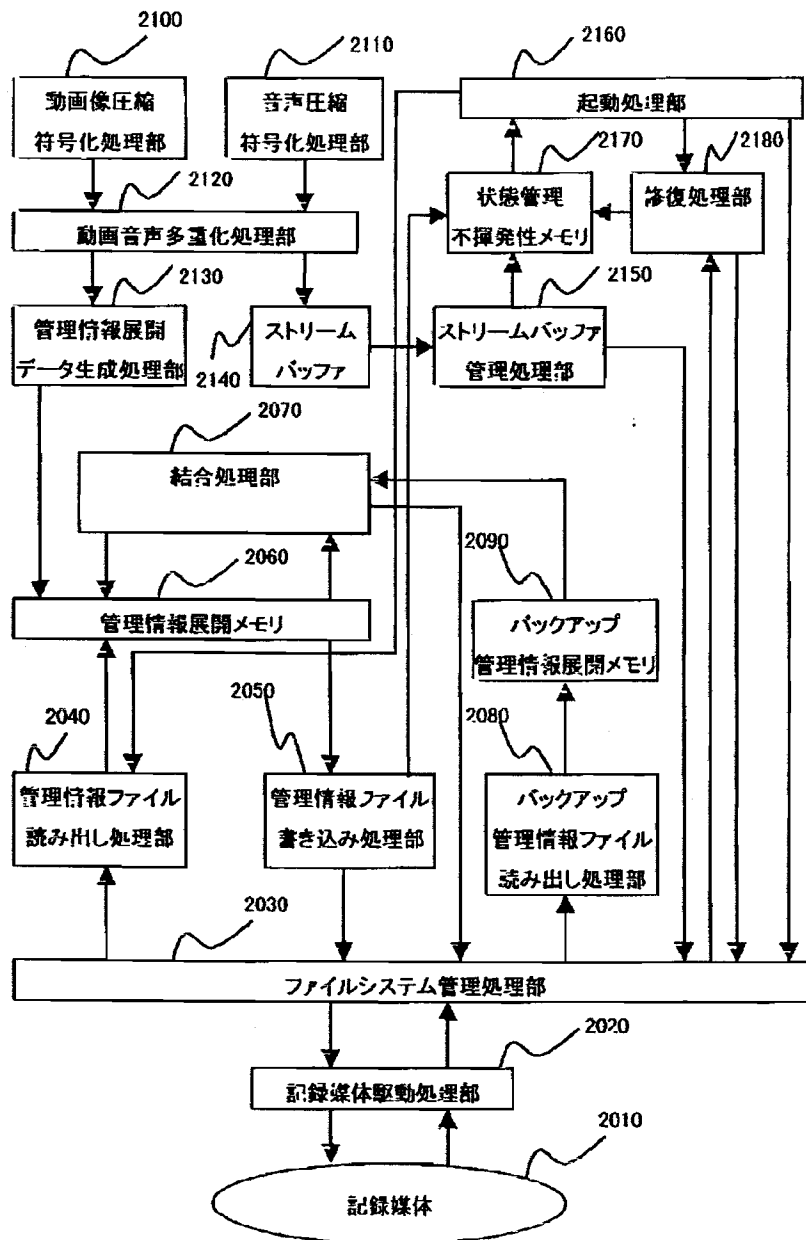 2100
2110
2160
動画像圧縮
符号化処理部
音声圧縮
符号化処理部
起動処理部
2170
2180
2120
状態管理
不揮発性メモリ
修復処理部
動画音声多重化処理部
2130
2150
管理情報展開
データ生成処理部
2140
ストリーム
バッファ
ストリームバッファ
管理処理部
2070
結合処理部
2060
2090
管理情報展開メモリ
バックアップ
管理情報展開メモリ
2040
2050
2080
管理情報ファイル
読み出し処理部
管理情報ファイル
書き込み処理部
バックアップ
管理情報ファイル
読み出し処理部
2030
ファイルシステム管理処理部
2020
記録媒体駆動処理部
2010
記録媒体